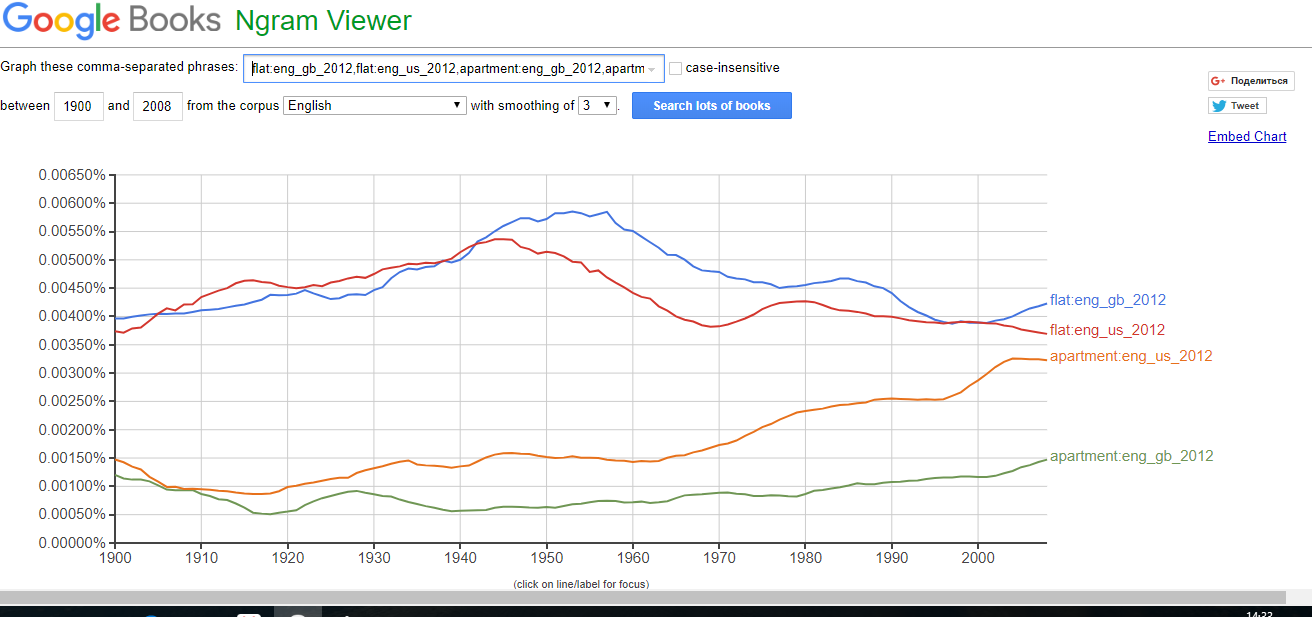 Google Books Ngram Viewer
Graph these comma-separated phrases: flat:eng_gb_2012,flat:eng_us_2012,apartment:eng_gb_2012,apartm case-insensitive
between 1900 and 2008 from the corpus English with smoothing of 3 . Search lots of books
G+ Поделиться
Tweet
Embed Chart
0.00650%
0.00600%
0.00550%
0.00500%
0.00450%
0.00400%
0.00350%
0.00300%
0.00250%
0.00200%
0.00150%
0.00100%
0.00050%
0.00000%
flat:eng_gb_2012
flat:eng_us_2012
apartment:eng_us_2012
apartment:eng_gb_2012
1900 1910 1920 1930 1940 1950 1960 1970 1980 1990 2000
(click on line/label for focus)